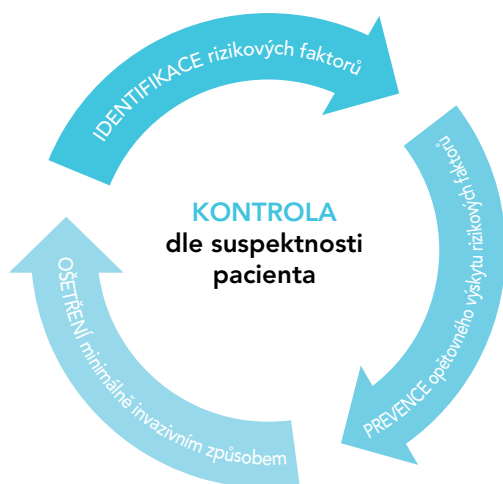 IDENTIFIKACE rizikových faktorů
PREVENCE opětovného výskytu rizikových faktorů
OŠETŘENÍ minimálně invazivním způsobem
KONTROLA
dle suspektnosti
pacienta